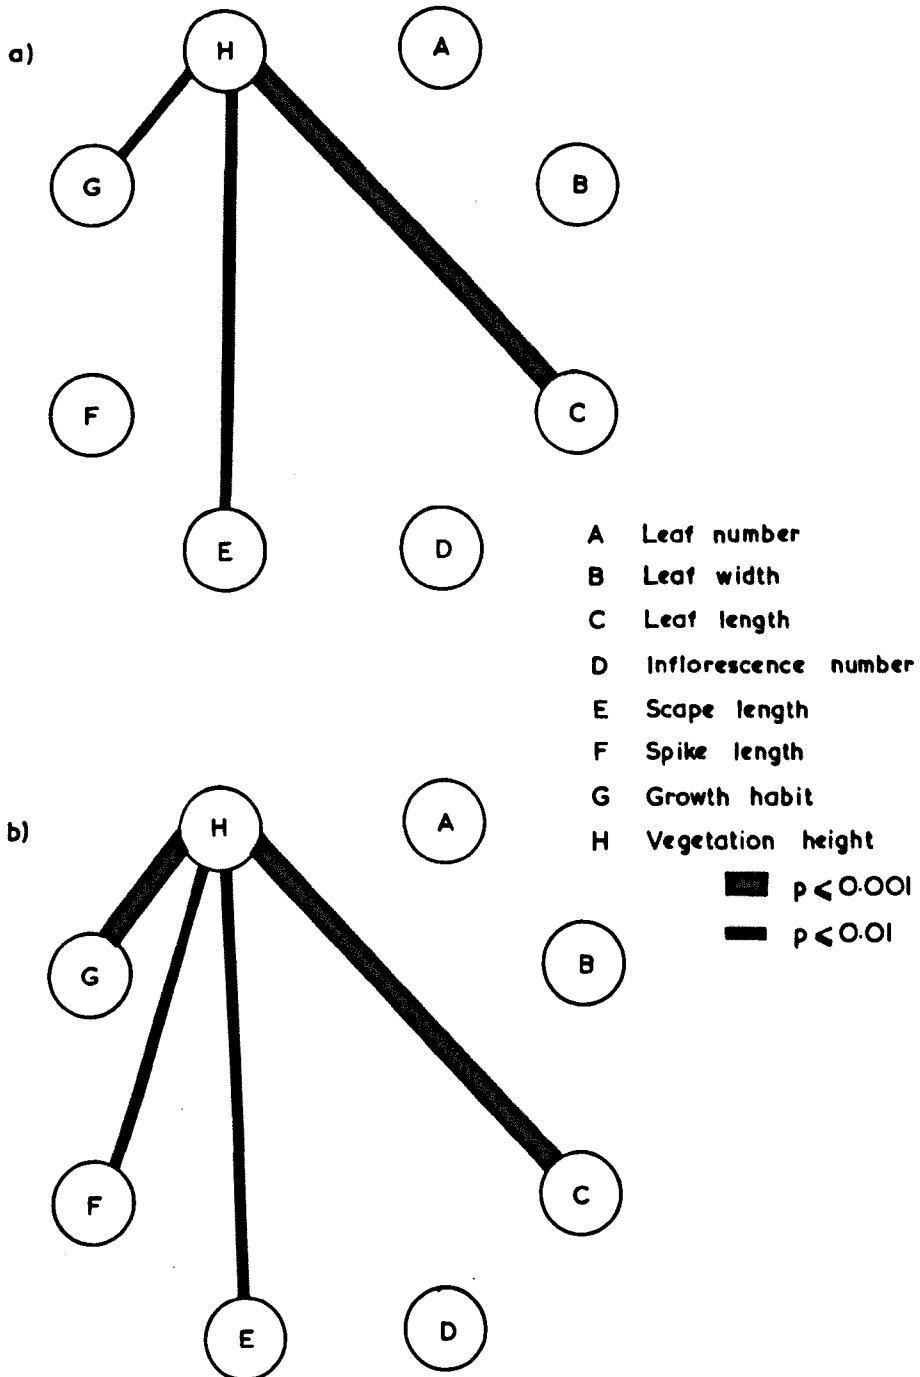 a)
H
A
G
B
F
C
E
D
A Leaf number
B Leaf width
C Leaf length
D Inflorescence number
E Scape length
F Spike length
G Growth habit
H Vegetation height
p ⩽ 0·001
p ⩽ 0·01
b)
H
A
G
B
F
C
E
D